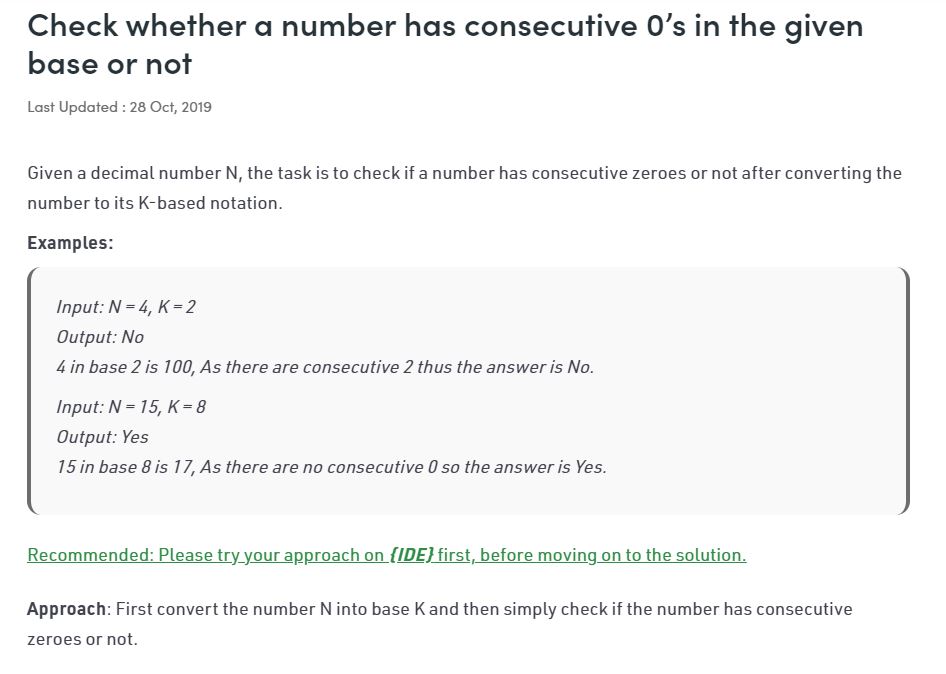 Check whether a number has consecutive 0’s in the given
base or not
Last Updated : 28 Oct, 2019
Given a decimal number N, the task is to check if a number has consecutive zeroes or not after converting the
number to its K-based notation.
Examples:
Input: N = 4, K = 2
Output: No
4 in base 2 is 100, As there are consecutive 2 thus the answer is No.
Input: N = 15, K = 8
Output: Yes
15 in base 8 is 17, As there are no consecutive 0 so the answer is Yes.
Recommended: Please try your approach on {IDE} first, before moving on to the solution.
Approach: First convert the number N into base K and then simply check if the number has consecutive
zeroes or not.